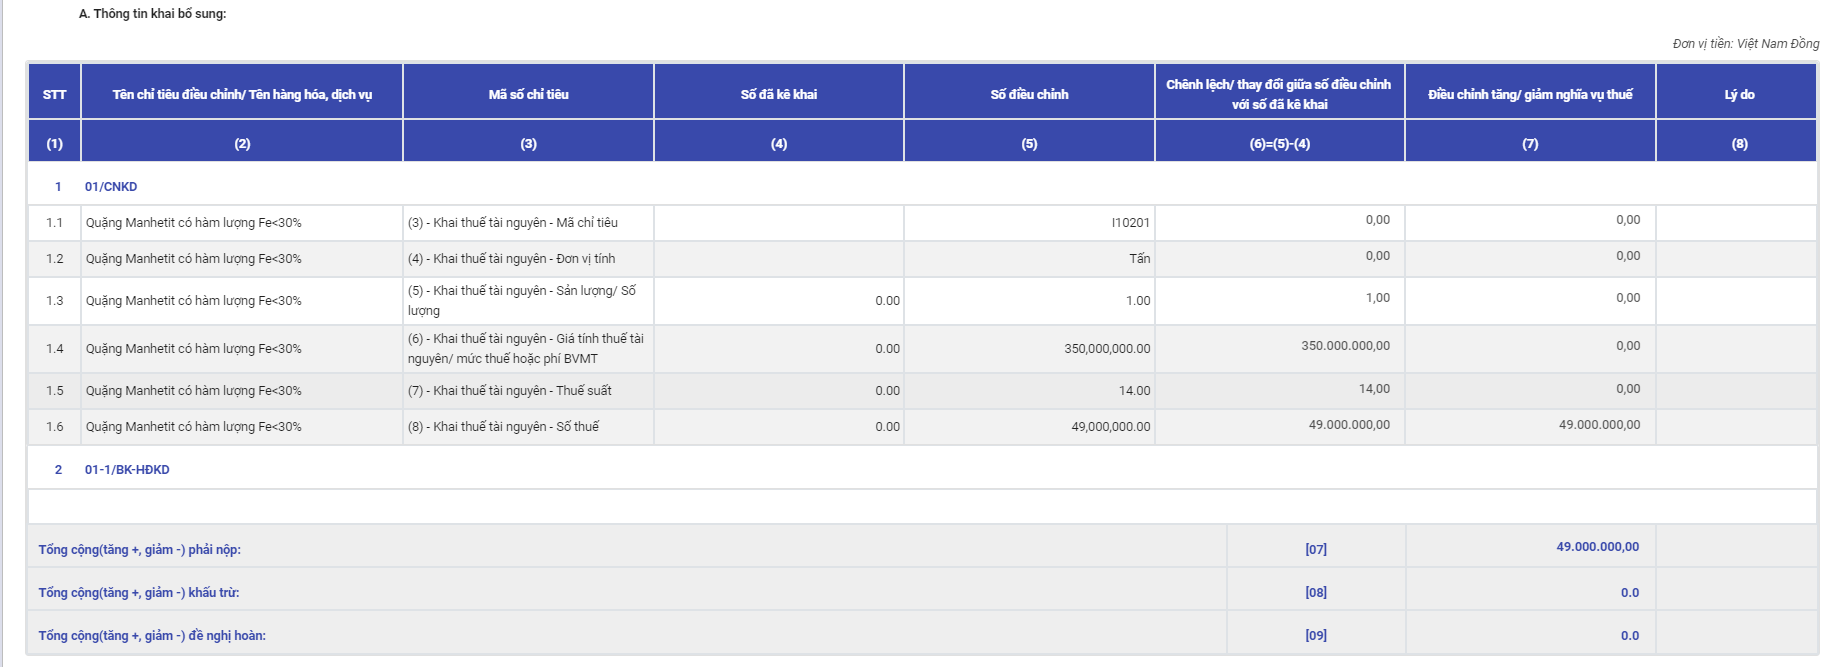 A. Thông tin khai bổ sung:
Đơn vị tiền: Việt Nam Đồng
STT Tên chỉ tiêu điều chỉnh/ Tên hàng hóa, dịch vụ Mã số chỉ tiêu Số đã kê khai Số điều chỉnh Chênh lệch/ thay đổi giữa số điều chỉnh với số đã kê khai Điều chỉnh tăng/ giảm nghĩa vụ thuế Lý do
(1) (2) (3) (4) (5) (6)=(5)-(4) (7) (8)
1 01/CNKD
1.1 Quặng Manhetit có hàm lượng Fe<30% (3) - Khai thuế tài nguyên - Mã chỉ tiêu I10201 0,00 0,00
1.2 Quặng Manhetit có hàm lượng Fe<30% (4) - Khai thuế tài nguyên - Đơn vị tính Tấn 0,00 0,00
1.3 Quặng Manhetit có hàm lượng Fe<30% (5) - Khai thuế tài nguyên - Sản lượng/ Số lượng 0.00 1.00 1,00 0,00
1.4 Quặng Manhetit có hàm lượng Fe<30% (6) - Khai thuế tài nguyên - Giá tính thuế tài nguyên/ mức thuế hoặc phí BVMT 0.00 350,000,000.00 350.000.000,00 0,00
1.5 Quặng Manhetit có hàm lượng Fe<30% (7) - Khai thuế tài nguyên - Thuế suất 0.00 14.00 14,00 0,00
1.6 Quặng Manhetit có hàm lượng Fe<30% (8) - Khai thuế tài nguyên - Số thuế 0.00 49,000,000.00 49.000.000,00 49.000.000,00
2 01-1/BK-HĐKD
Tổng cộng(tăng +, giảm -) phải nộp: [07] 49.000.000,00
Tổng cộng(tăng +, giảm -) khấu trừ: [08] 0.0
Tổng cộng(tăng +, giảm -) đề nghị hoàn: [09] 0.0